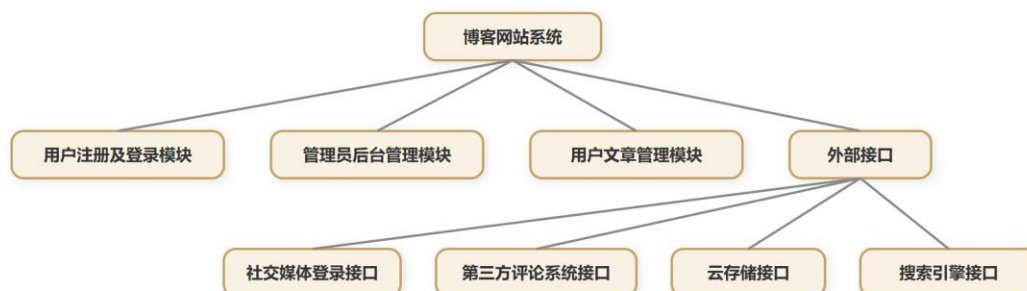 博客网站系统
用户注册及登录模块
管理员后台管理模块
用户文章管理模块
外部接口
社交媒体登录接口
第三方评论系统接口
云存储接口
搜索引擎接口